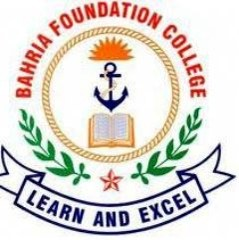 BAHRIA FOUNDATION COLLEGE
LEARN AND EXCEL